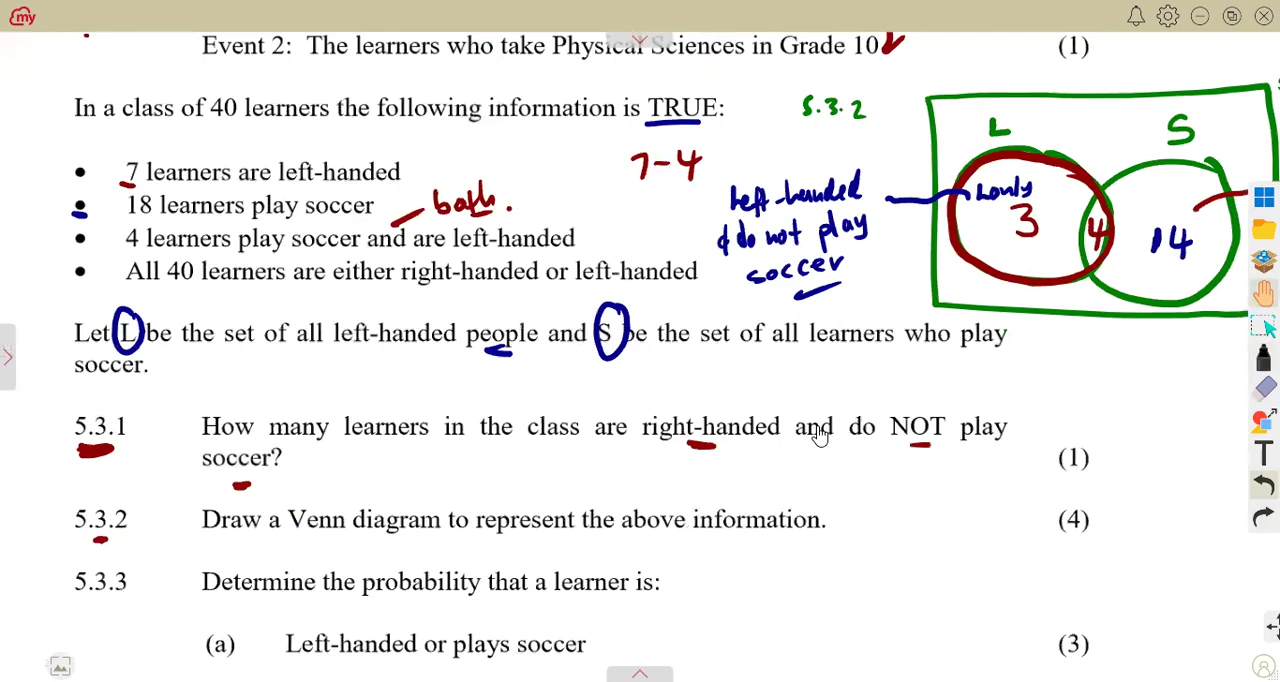 my
Event 2: The learners who take Physical Sciences in Grade 10
(1)
In a class of 40 learners the following information is TRUE:
5.3.2
7 learners are left-handed
7-4
18 learners play soccer
both.
4 learners play soccer and are left-handed
All 40 learners are either right-handed or left-handed
left-handed
& do not play
soccer
L
S
L only
3
4
14
Let L be the set of all left-handed people and S be the set of all learners who play
soccer.
5.3.1 How many learners in the class are right-handed and do NOT play
soccer?
(1)
5.3.2 Draw a Venn diagram to represent the above information.
(4)
5.3.3 Determine the probability that a learner is:
(a) Left-handed or plays soccer
(3)
T